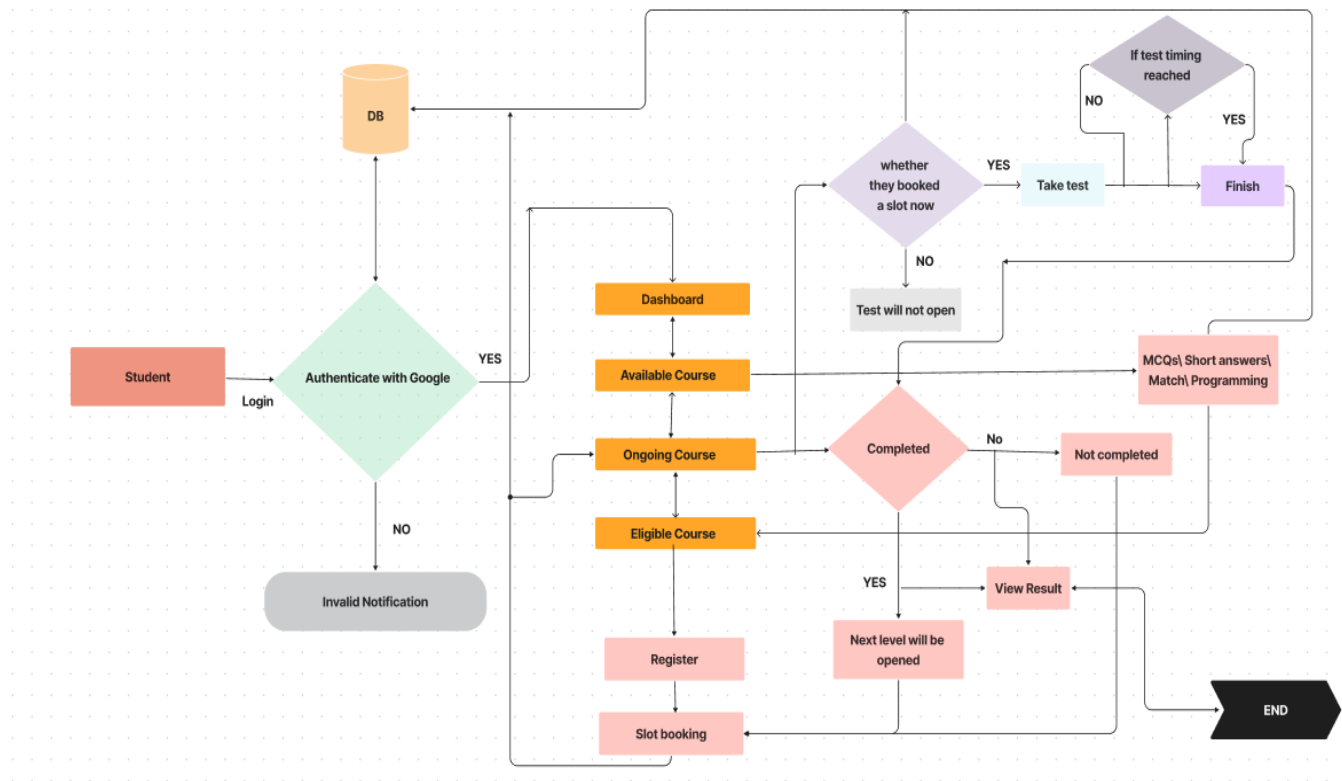 If test timing
reached
NO
YES
DB
whether
they booked
a slot now
YES
Take test
Finish
NO
Test will not open
Dashboard
Student
Login
Authenticate with Google
YES
Available Course
MCQs\ Short answers\
Match\ Programming
Ongoing Course
Completed
No
Not completed
NO
Eligible Course
Invalid Notification
YES
View Result
Next level will be
opened
Register
Slot booking
END